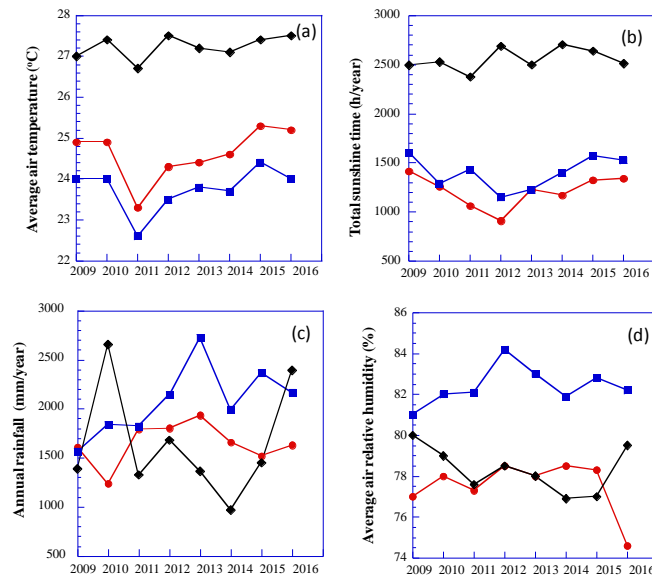 (a)
Average air temperature (°C)
28
27
26
25
24
23
22
2009 2010 2011 2012 2013 2014 2015 2016
(b)
Total sunshine time (h/year)
3000
2500
2000
1500
1000
500
2009 2010 2011 2012 2013 2014 2015 2016
(c)
Annual rainfall (mm/year)
3000
2500
2000
1500
1000
500
2009 2010 2011 2012 2013 2014 2015 2016
(d)
Average air relative humidity (%)
86
84
82
80
78
76
74
2009 2010 2011 2012 2013 2014 2015 2016